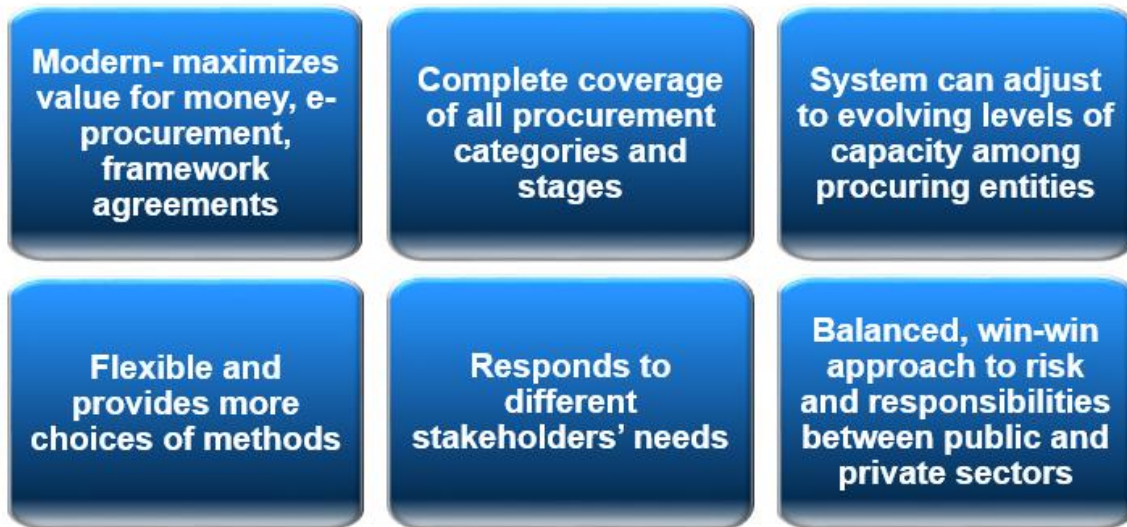 Modern- maximizes
value for money, e-
procurement,
framework
agreements
Complete coverage
of all procurement
categories and
stages
System can adjust
to evolving levels of
capacity among
procuring entities
Flexible and
provides more
choices of methods
Responds to
different
stakeholders’ needs
Balanced, win-win
approach to risk
and responsibilities
between public and
private sectors